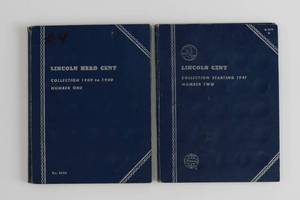 LINCOLN HEAD CENT
COLLECTION 1909 to 1940
NUMBER ONE
LINCOLN CENT
COLLECTION STARTING 1941
NUMBER TWO